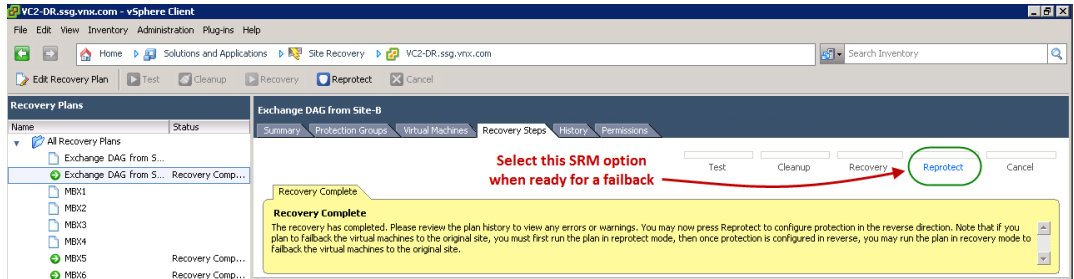 VC2-DR.ssg.vnx.com - vSphere Client
File Edit View Inventory Administration Plug-ins Help
Home Solutions and Applications Site Recovery VC2-DR.ssg.vnx.com Search Inventory
Edit Recovery Plan Test Cleanup Recovery Reprotect Cancel
Recovery Plans
Exchange DAG from Site-B
Name Status
Summary Protection Groups Virtual Machines Recovery Steps History Permissions
All Recovery Plans
Exchange DAG from S...
Exchange DAG from S... Recovery Comp...
MBX1
MBX2
MBX3
MBX4
MBX5 Recovery Comp...
MBX6 Recovery Comp...
Select this SRM option
when ready for a failback
Test Cleanup Recovery Reprotect Cancel
Recovery Complete
Recovery Complete
The recovery has completed. Please review the plan history to view any errors or warnings. You may now press Reprotect to configure protection in the reverse direction. Note that if you
plan to failback the virtual machines to the original site, you must first run the plan in reprotect mode, then once protection is configured in reverse, you may run the plan in recovery mode to
failback the virtual machines to the original site.